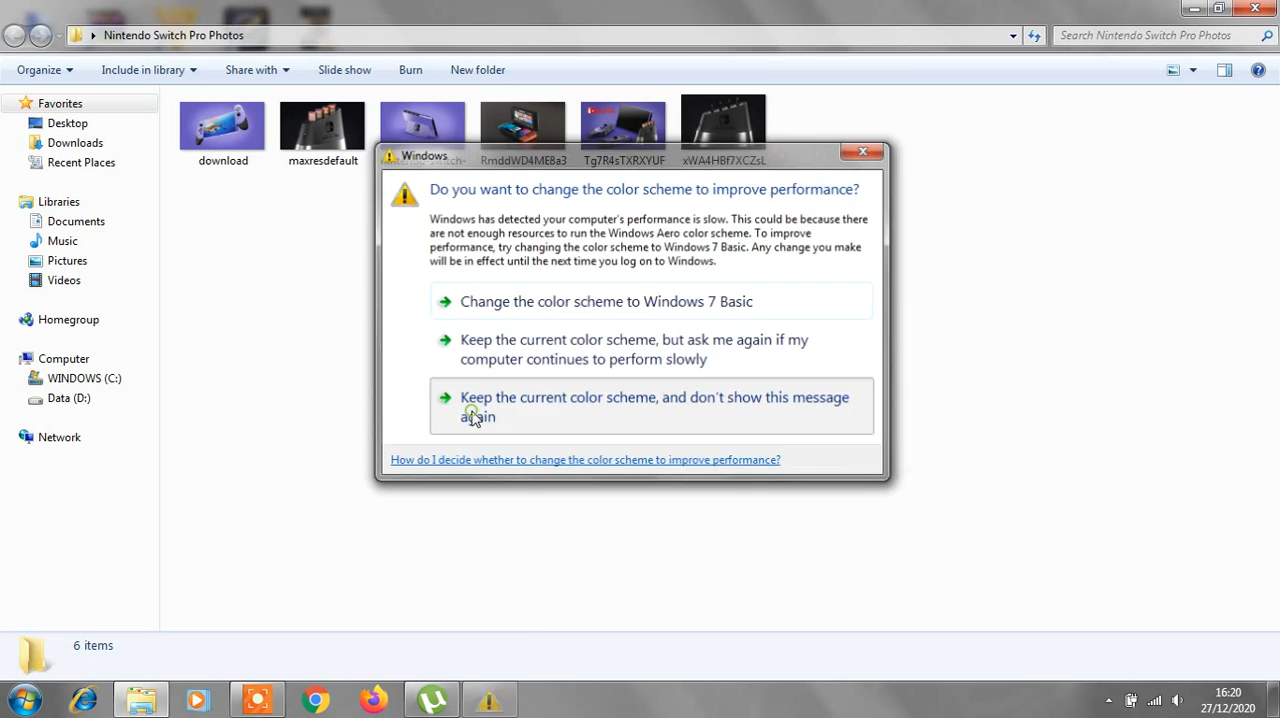 Nintendo Switch Pro Photos
Search Nintendo Switch Pro Photos
Organize
Include in library
Share with
Slide show
Burn
New folder
Favorites
Desktop
Downloads
Recent Places
Libraries
Documents
Music
Pictures
Videos
Homegroup
Computer
WINDOWS (C:)
Data (D:)
Network
download
maxresdefault
RmddWD4ME8a3
Tg7R4sTXRXYUF
xWA4HBf7XCZsL
Windows
Do you want to change the color scheme to improve performance?
Windows has detected your computer's performance is slow. This could be because there
are not enough resources to run the Windows Aero color scheme. To improve
performance, try changing the color scheme to Windows 7 Basic. Any change you make
will be in effect until the next time you log on to Windows.
Change the color scheme to Windows 7 Basic
Keep the current color scheme, but ask me again if my
computer continues to perform slowly
Keep the current color scheme, and don't show this message
again
How do I decide whether to change the color scheme to improve performance?
6 items
16:20
27/12/2020